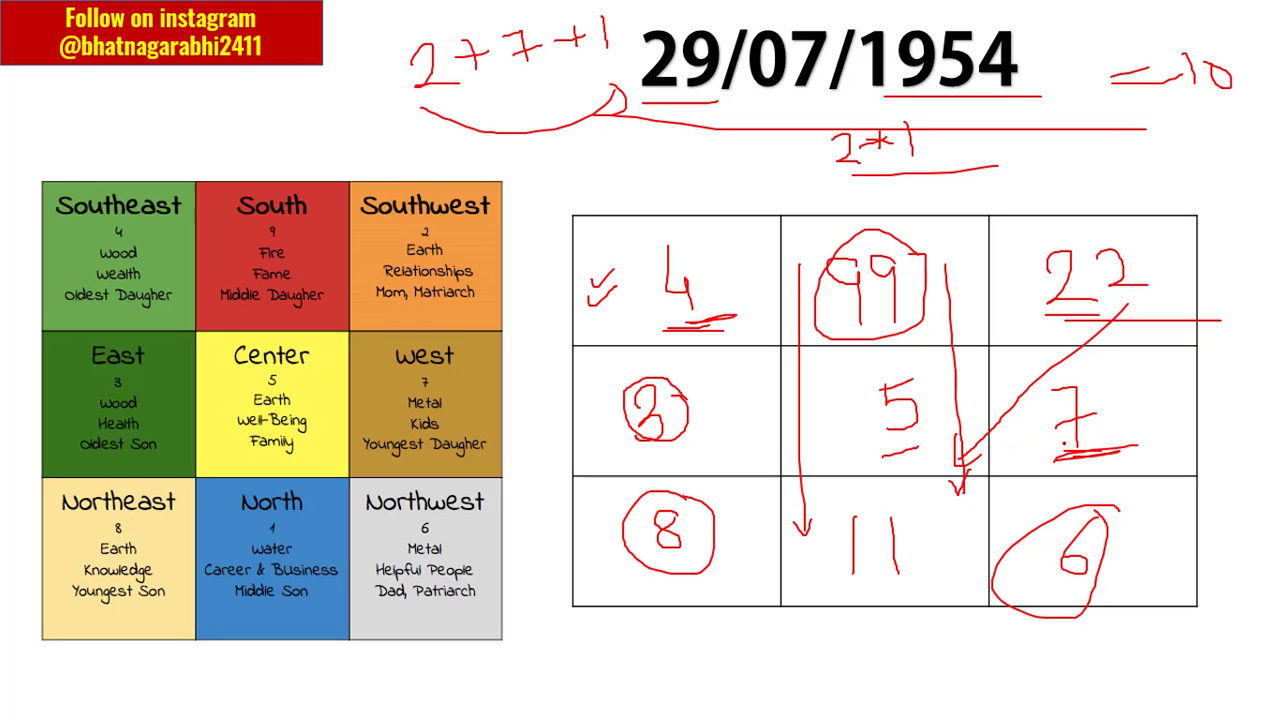 Follow on instagram
@bhatnagarabhi2411
2+7+1
29/07/1954
=10
2*1
Southeast
4
Wood
Wealth
Oldest Daugher
South
9
Fire
Fame
Middle Daugher
Southwest
2
Earth
Relationships
Mom, Matriarch
East
3
Wood
Health
Oldest Son
Center
5
Earth
Well-Being
Family
West
7
Metal
Kids
Youngest Daugher
Northeast
8
Earth
Knowledge
Youngest Son
North
1
Water
Career & Business
Middle Son
Northwest
6
Metal
Helpful People
Dad, Patriarch
4 99 22
3 5 7
8 11 6